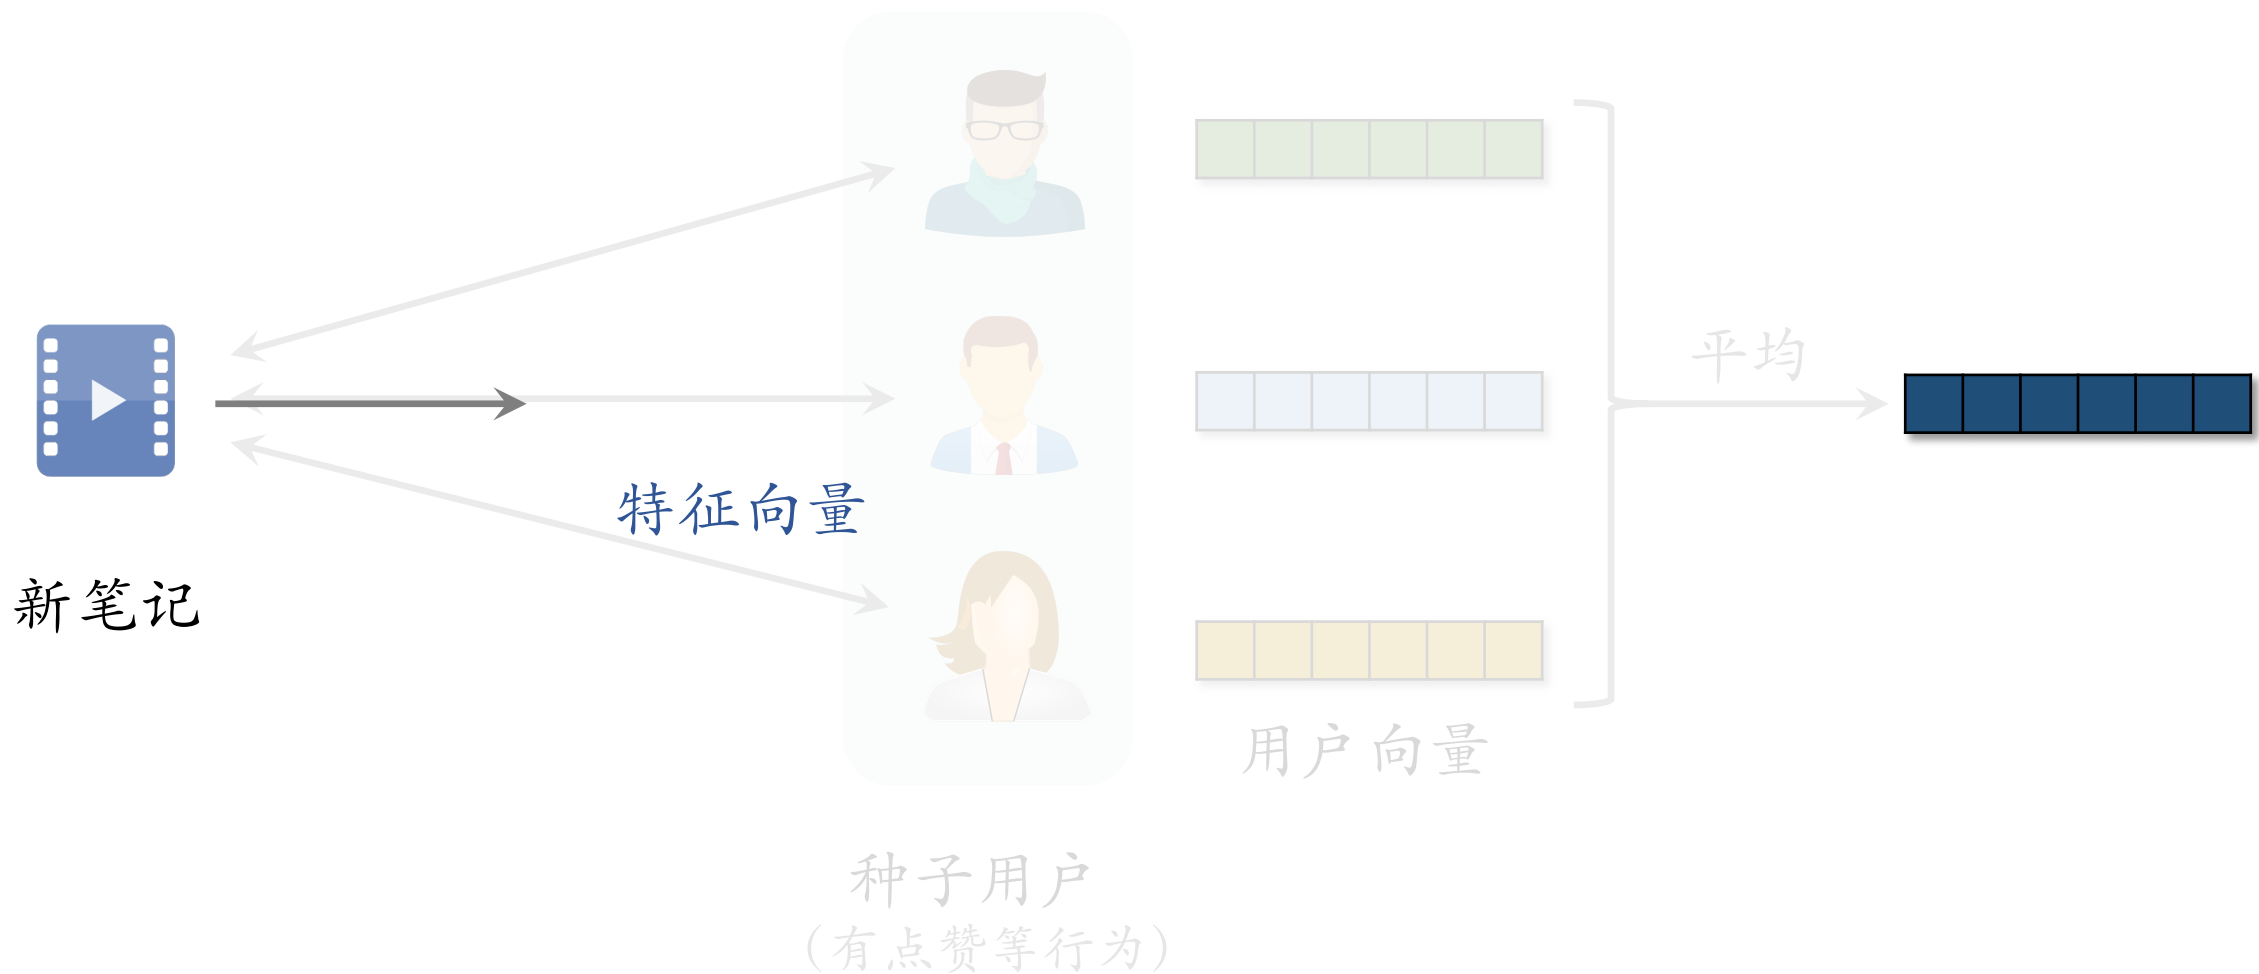 平均
特征向量
新笔记
用户向量
种子用户
(有点赞等行为)